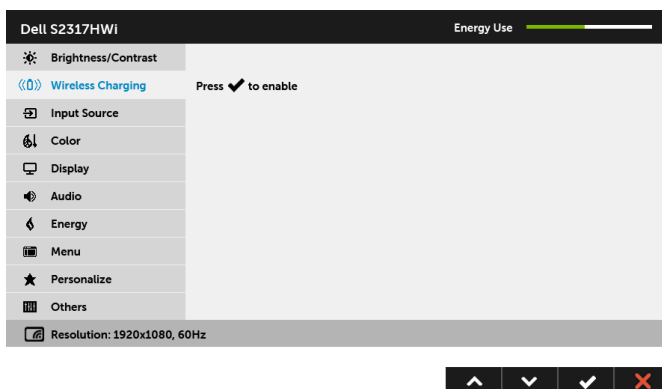 Dell S2317HWi
Energy Use
Brightness/Contrast
Wireless Charging
Press ✔ to enable
Input Source
Color
Display
Audio
Energy
Menu
Personalize
Others
Resolution: 1920x1080, 60Hz